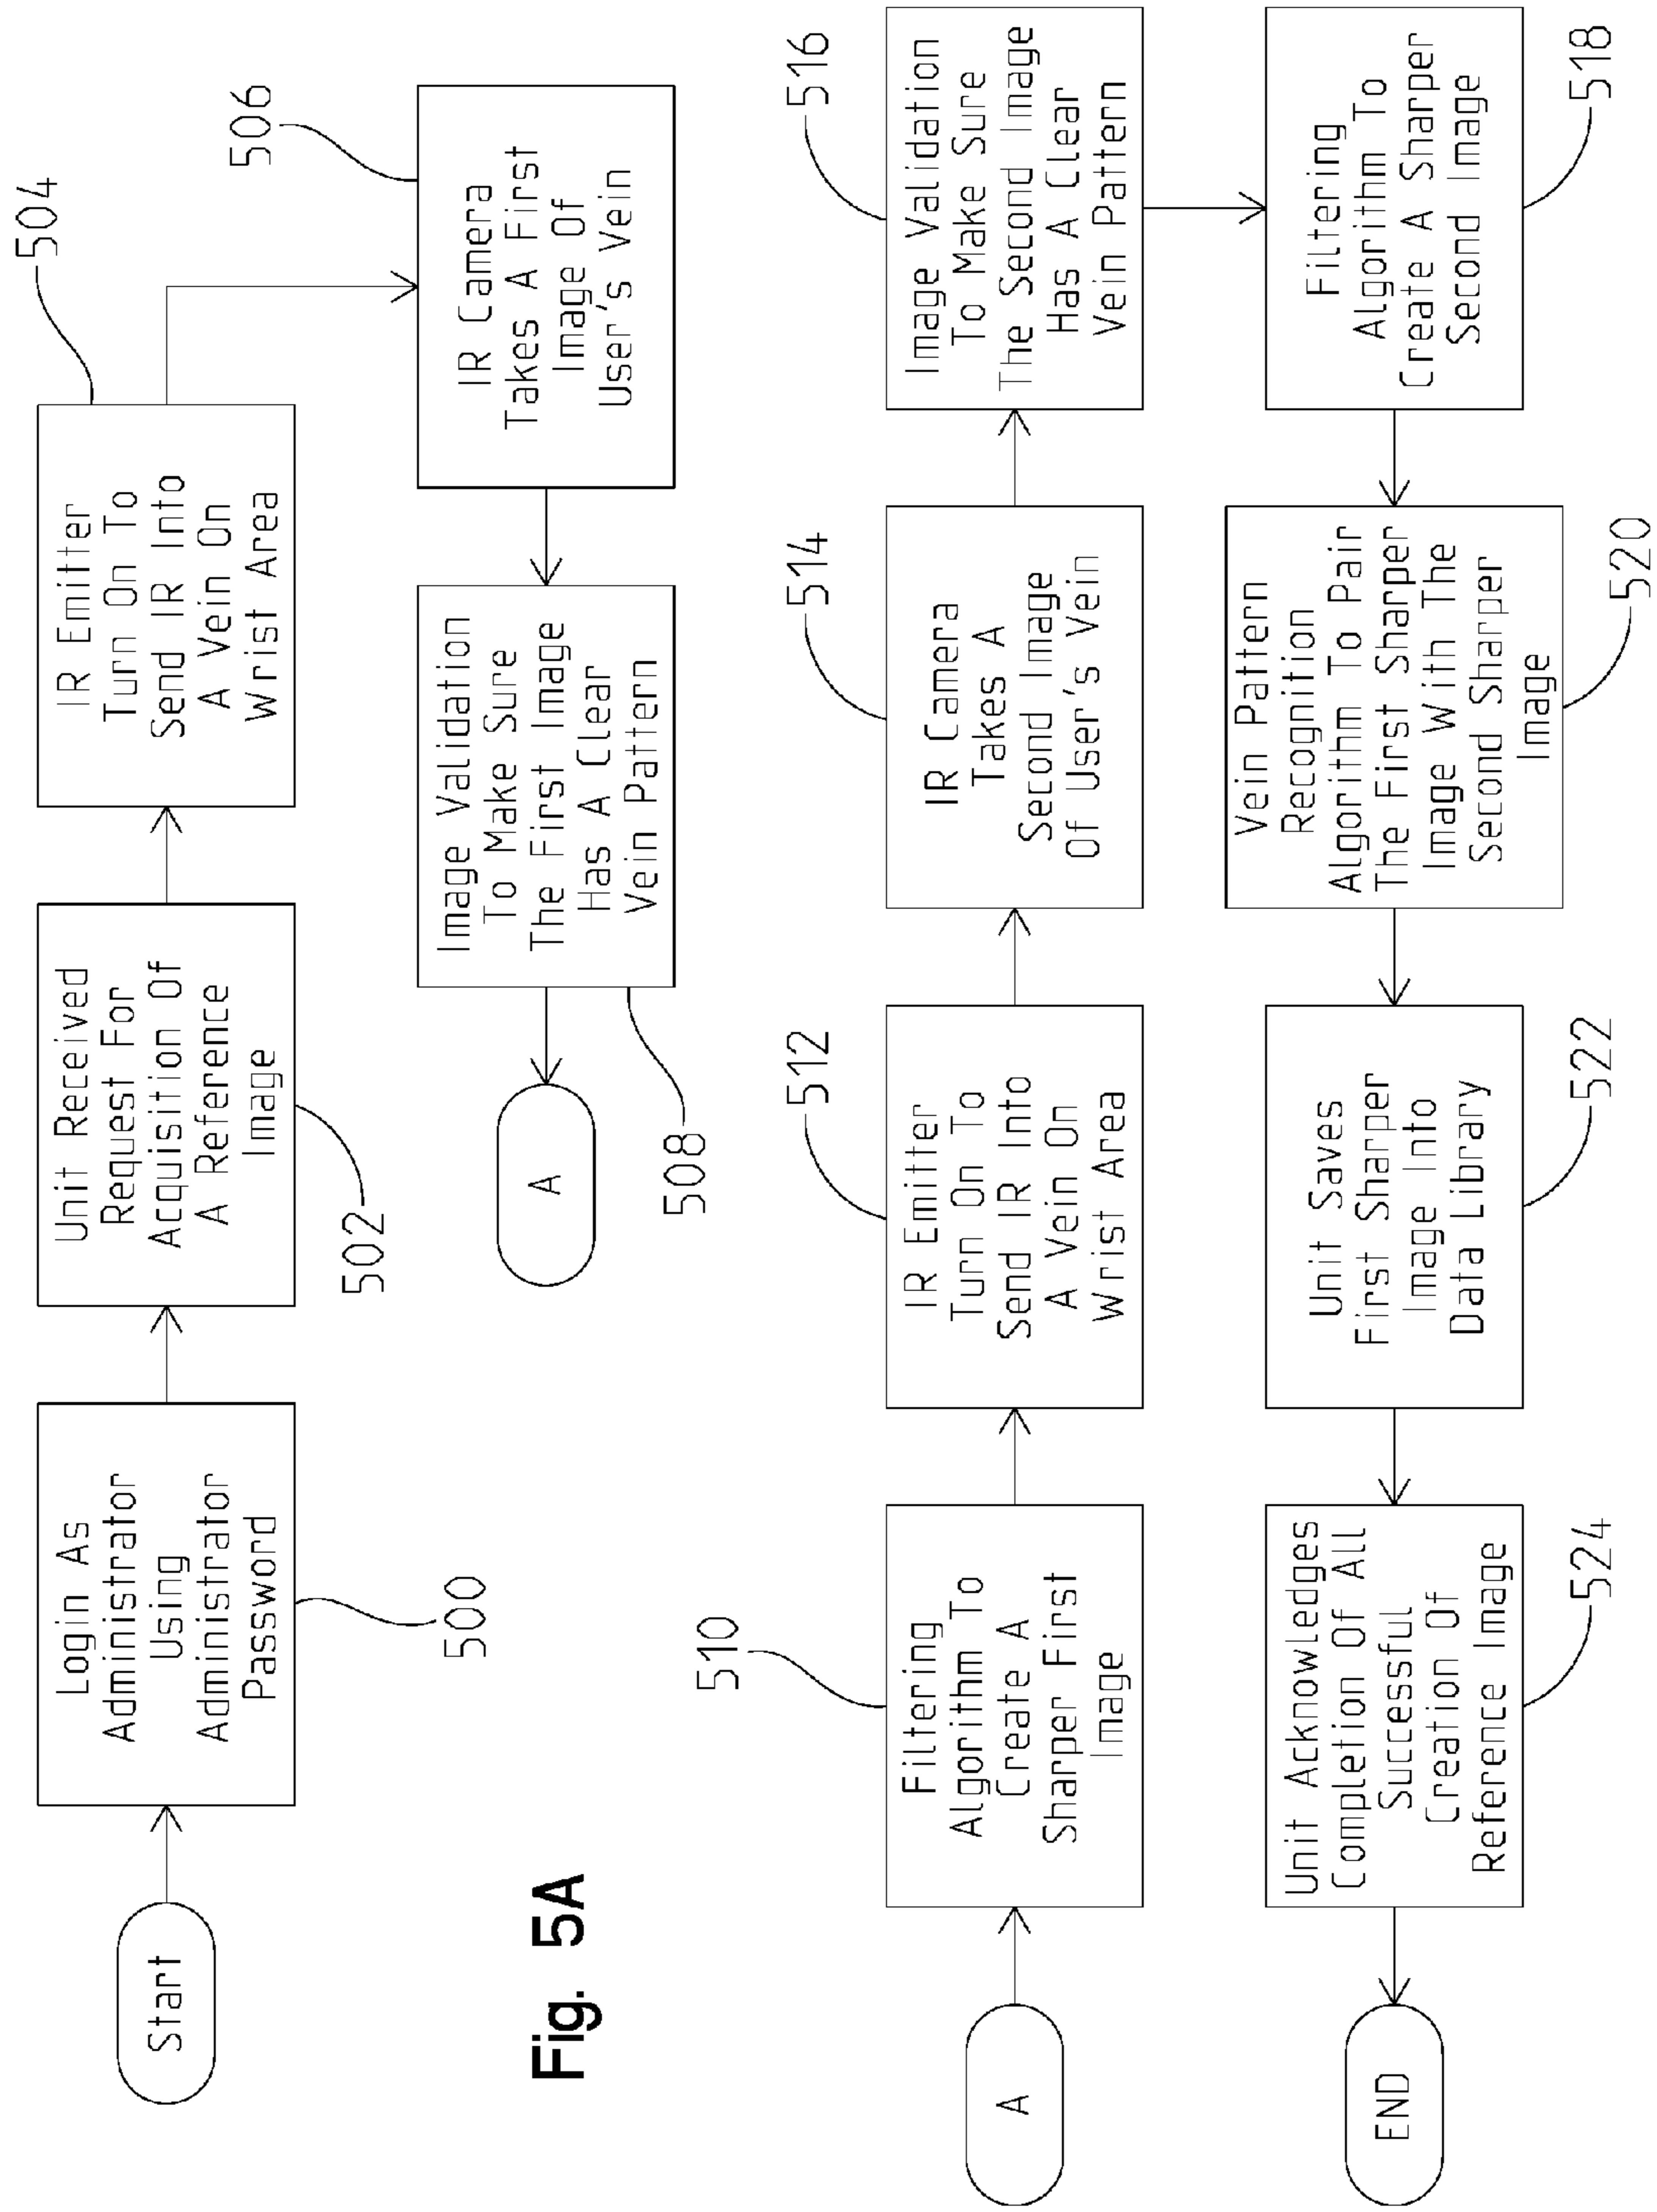 Start
Login As
Administrator
Using
Administrator
Password
500
Unit Received
Request For
Acquisition Of
A Reference
Image
502
IR Emitter
Turn On To
Send IR Into
A Vein On
Wrist Area
504
IR Camera
Takes A First
Image Of
User's Vein
506
Image Validation
To Make Sure
The First Image
Has A Clear
Vein Pattern
508
A
Fig. 5A
A
Filtering
Algorithm To
Create A
Sharper First
Image
510
IR Emitter
Turn On To
Send IR Into
A Vein On
Wrist Area
512
IR Camera
Takes A
Second Image
Of User's Vein
514
Image Validation
To Make Sure
The Second Image
Has A Clear
Vein Pattern
516
Filtering
Algorithm To
Create A Sharper
Second Image
518
Vein Pattern
Recognition
Algorithm To Pair
The First Sharper
Image With The
Second Sharper
Image
520
Unit Saves
First Sharper
Image Into
Data Library
522
Unit Acknowledges
Completion Of All
Successful
Creation Of
Reference Image
524
END